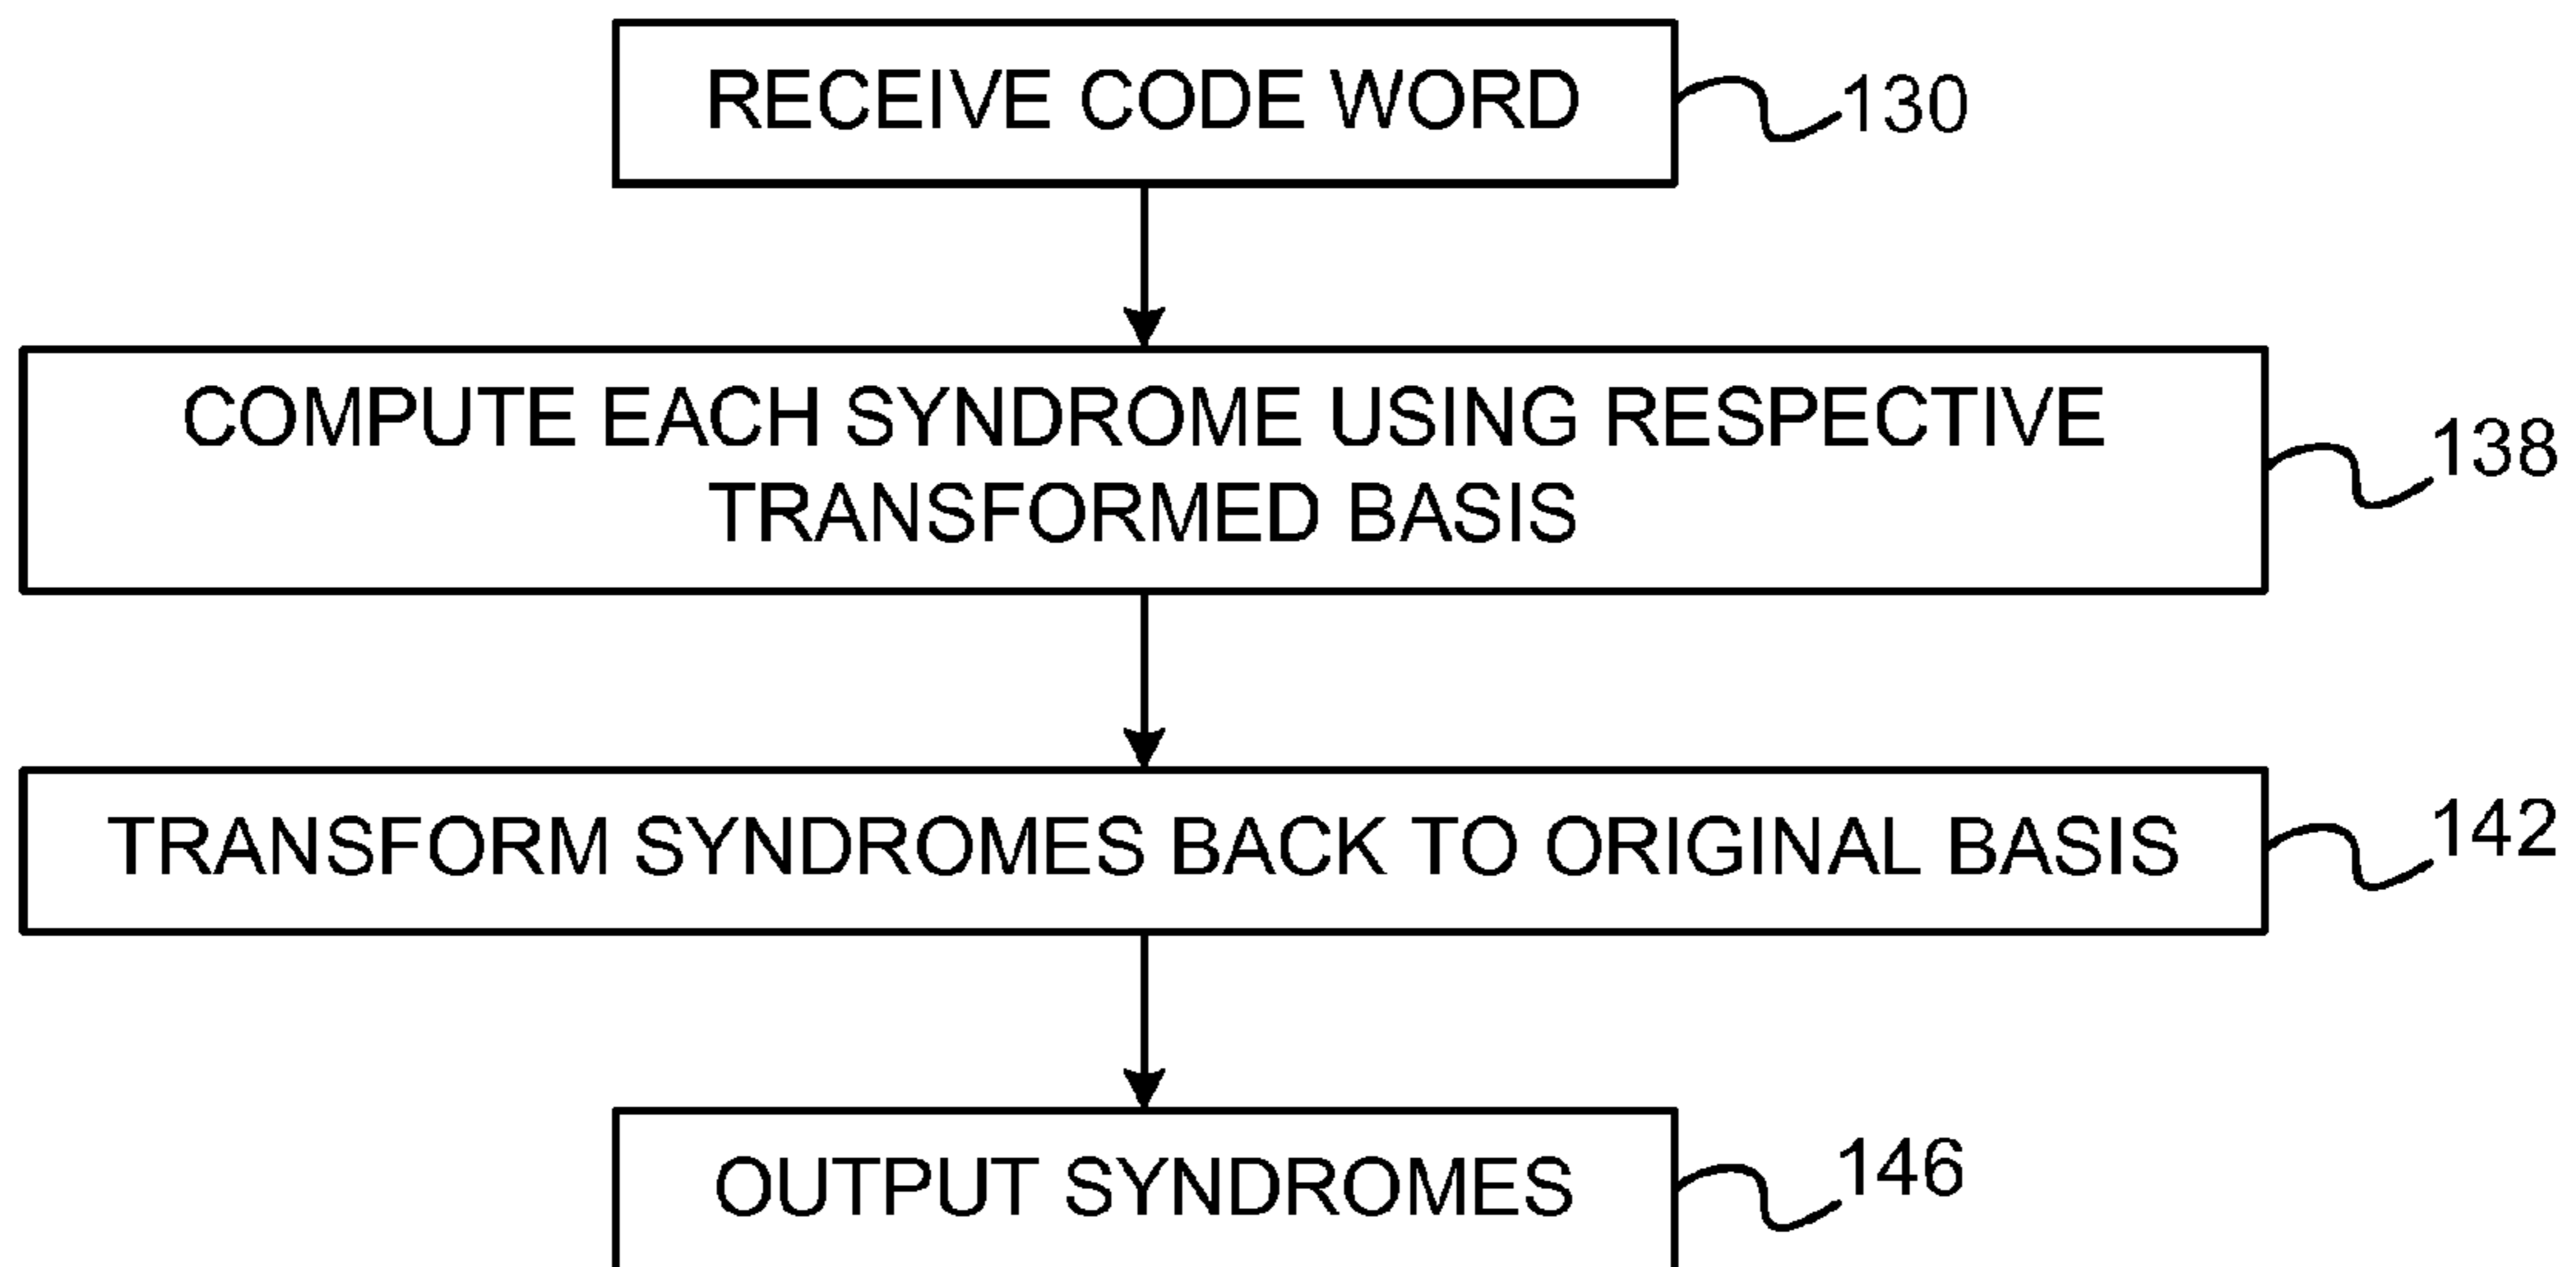 RECEIVE CODE WORD
130
COMPUTE EACH SYNDROME USING RESPECTIVE
TRANSFORMED BASIS
138
TRANSFORM SYNDROMES BACK TO ORIGINAL BASIS
142
OUTPUT SYNDROMES
146